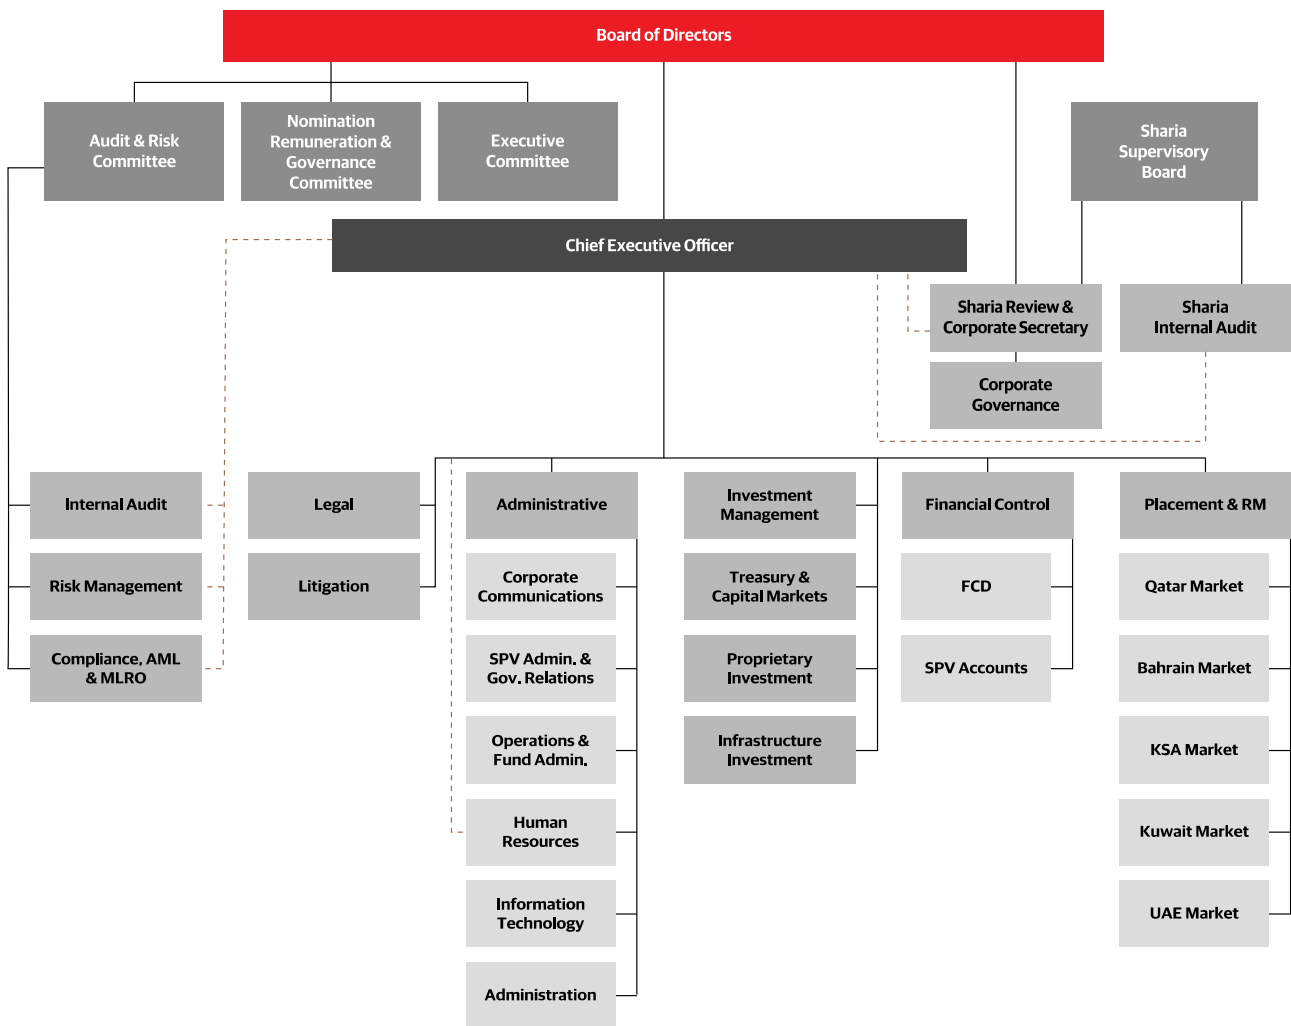 Board of Directors
Audit & Risk
Committee
Nomination
Remuneration &
Governance
Committee
Executive
Committee
Sharia
Supervisory
Board
Chief Executive Officer
Sharia Review &
Corporate Secretary
Sharia
Internal Audit
Corporate
Governance
Internal Audit
Risk Management
Compliance, AML
& MLRO
Legal
Litigation
Administrative
Corporate
Communications
SPV Admin. &
Gov. Relations
Operations &
Fund Admin.
Human
Resources
Information
Technology
Administration
Investment
Management
Treasury &
Capital Markets
Proprietary
Investment
Infrastructure
Investment
Financial Control
FCD
SPV Accounts
Placement & RM
Qatar Market
Bahrain Market
KSA Market
Kuwait Market
UAE Market